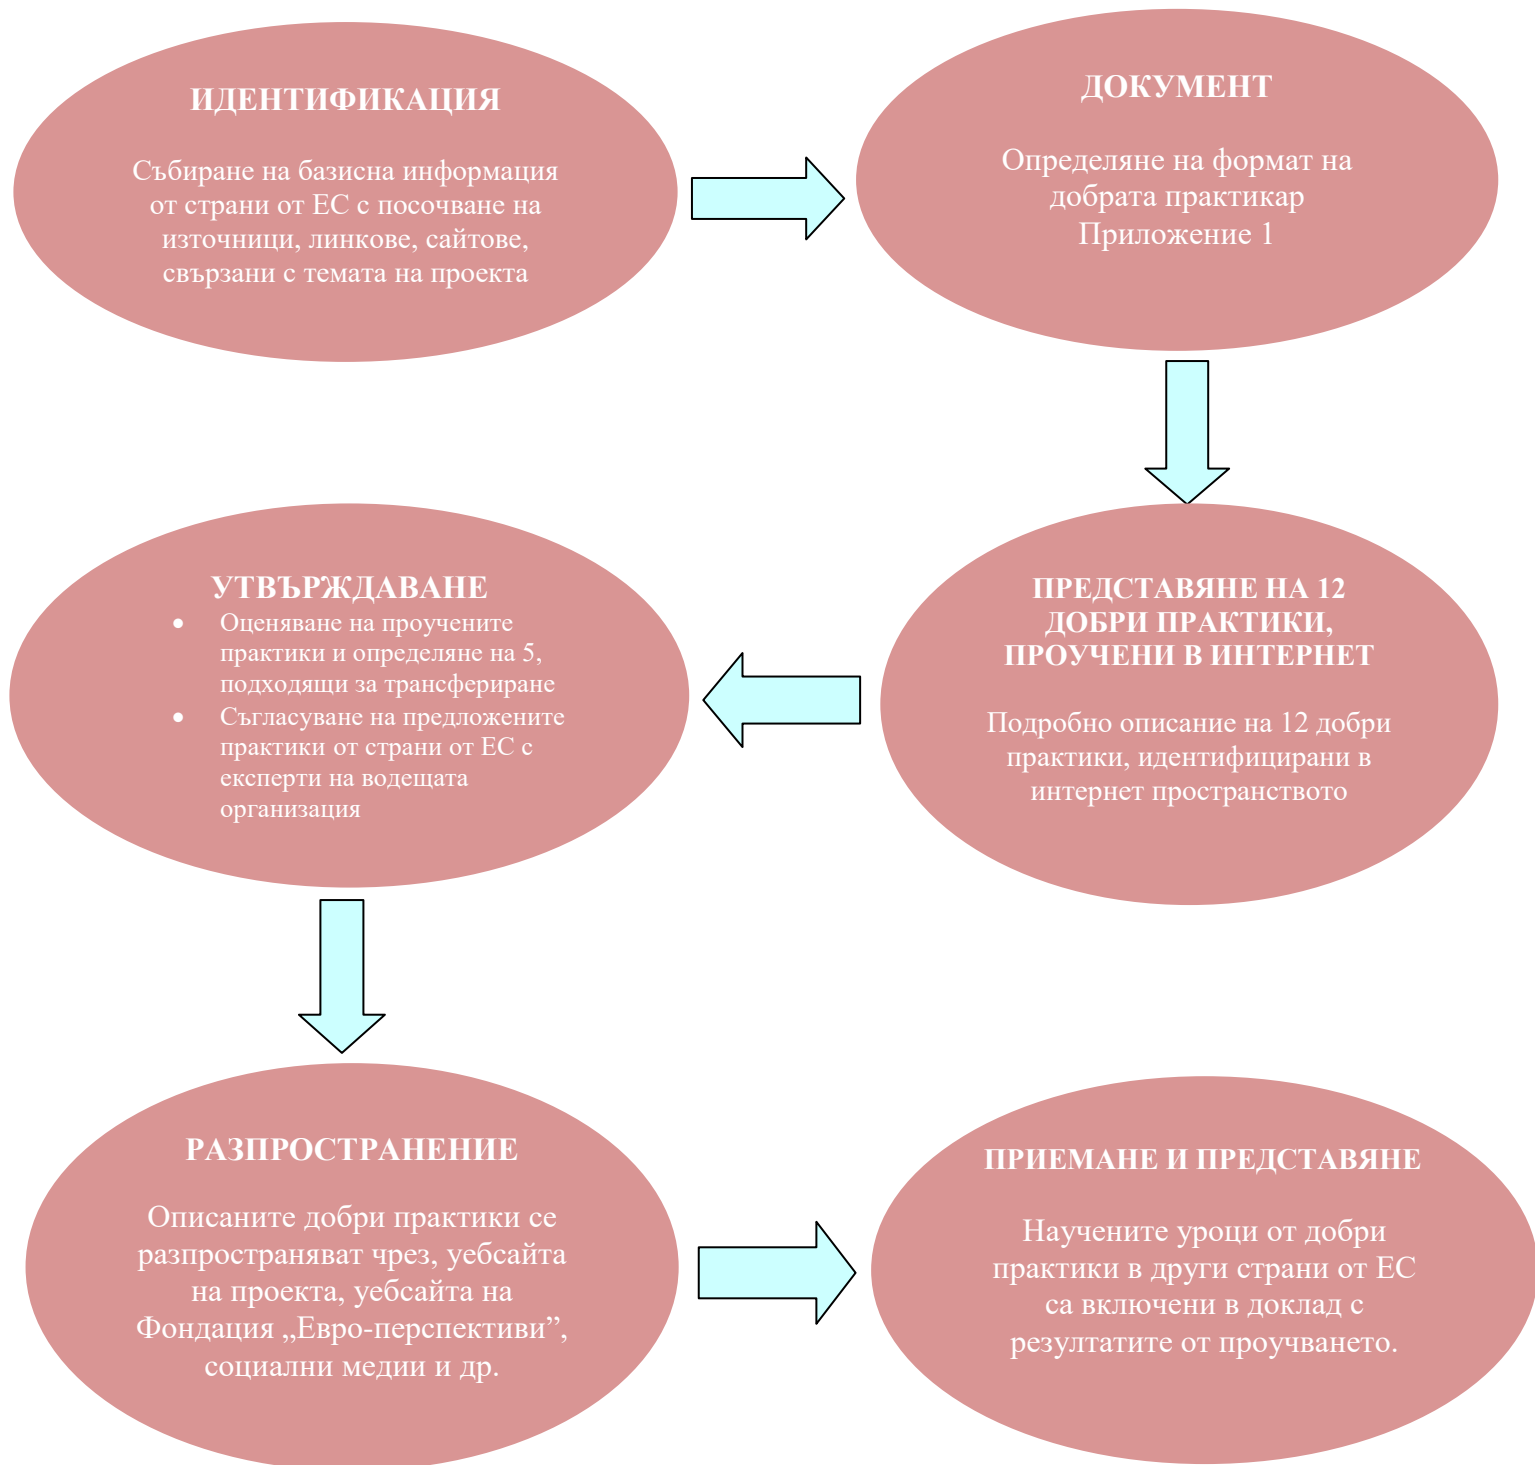 ИДЕНТИФИКАЦИЯ
Събиране на базисна информация
от страни от ЕС с посочване на
източници, линкове, сайтове,
свързани с темата на проекта
ДОКУМЕНТ
Определяне на формат на
добрата практикар
Приложение 1
ПРЕДСТАВЯНЕ НА 12
ДОБРИ ПРАКТИКИ,
ПРОУЧЕНИ В ИНТЕРНЕТ
Подробно описание на 12 добри
практики, идентифицирани в
интернет пространството
УТВЪРЖДАВАНЕ
• Оценяване на проучените
практики и определяне на 5,
подходящи за трансфериране
• Съгласуване на предложените
практики от страни от ЕС с
експерти на водещата
организация
РАЗПРОСТРАНЕНИЕ
Описаните добри практики се
разпространяват чрез, уебсайта
на проекта, уебсайта на
Фондация „Евро-перспективи”,
социални медии и др.
ПРИЕМАНЕ И ПРЕДСТАВЯНЕ
Научените уроци от добри
практики в други страни от ЕС
са включени в доклад с
резултатите от проучването.